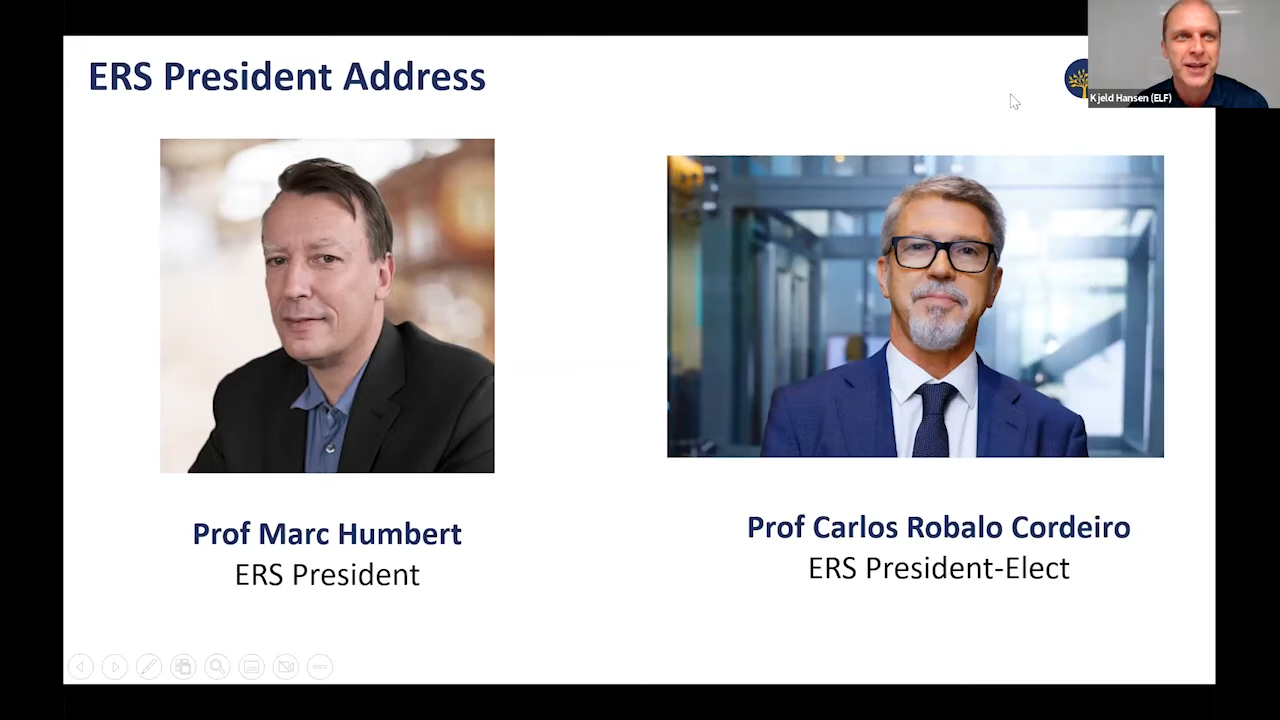 ERS President Address
Kjeld Hansen (ELF)
Prof Marc Humbert
ERS President
Prof Carlos Robalo Cordeiro
ERS President-Elect